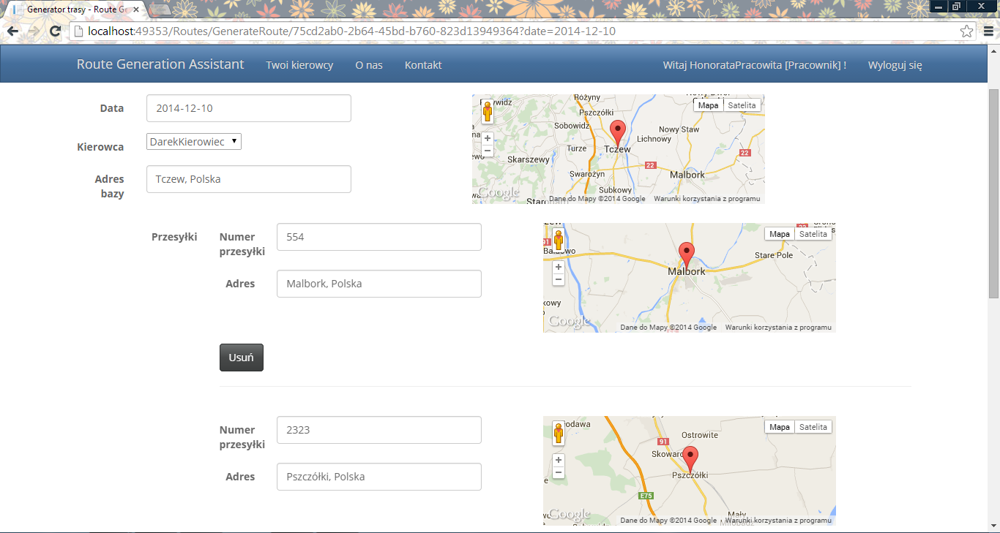 Generator trasy - Route Ge
localhost:49353/Routes/GenerateRoute/75cd2ab0-2b64-45bd-b760-823d13949364?date=2014-12-10
Route Generation Assistant Twoi kierowcy O nas Kontakt Witaj HonorataPracowita [Pracownik] ! Wyloguj się
Data 2014-12-10
Kierowca DarekKierowiec
Adres bazy Tczew, Polska
Różyny
Mapa Satelita
Pszczółki
Sobowidz
Nowy Staw
Lichnowy
Turze
Tczew
22
Skarszewy
22
Swarożyn
Malbork
Subkowy
Google
Dane do Mapy ©2014 Google Warunki korzystania z programu
Przesyłki
Numer przesyłki 554
Adres Malbork, Polska
Mapa Satelita
91
Stare Pole
Malbork
Google
Dane do Mapy ©2014 Google Warunki korzystania z programu
Usuń
Numer przesyłki 2323
Adres Pszczółki, Polska
Mapa Satelita
Ostrowite
91
Skowarc
Pszczółki
E75
Mały
Google
Dane do Mapy ©2014 Google Warunki korzystania z programu